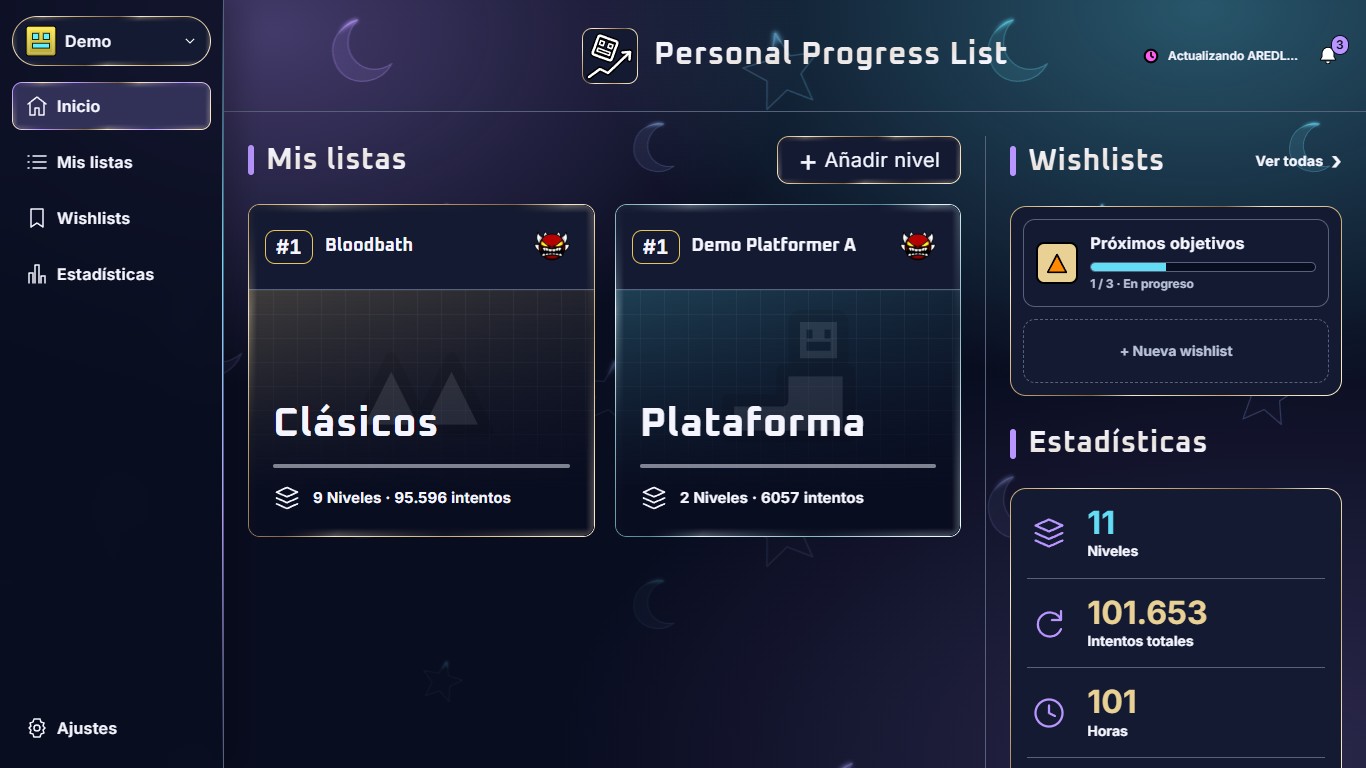 Demo
Inicio
Mis listas
Wishlists
Estadísticas
Ajustes
Personal Progress List
Actualizando AREDL...
3
Mis listas
+ Añadir nivel
#1 Bloodbath
Clásicos
9 Niveles · 95.596 intentos
#1 Demo Platformer A
Plataforma
2 Niveles · 6057 intentos
Wishlists
Ver todas
Próximos objetivos
1 / 3 · En progreso
+ Nueva wishlist
Estadísticas
11
Niveles
101.653
Intentos totales
101
Horas